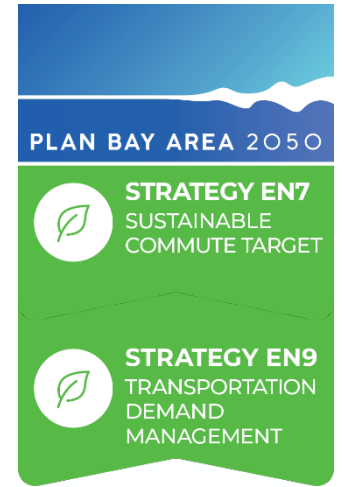 PLAN BAY AREA 2050
STRATEGY EN7
SUSTAINABLE
COMMUTE TARGET
STRATEGY EN9
TRANSPORTATION
DEMAND
MANAGEMENT